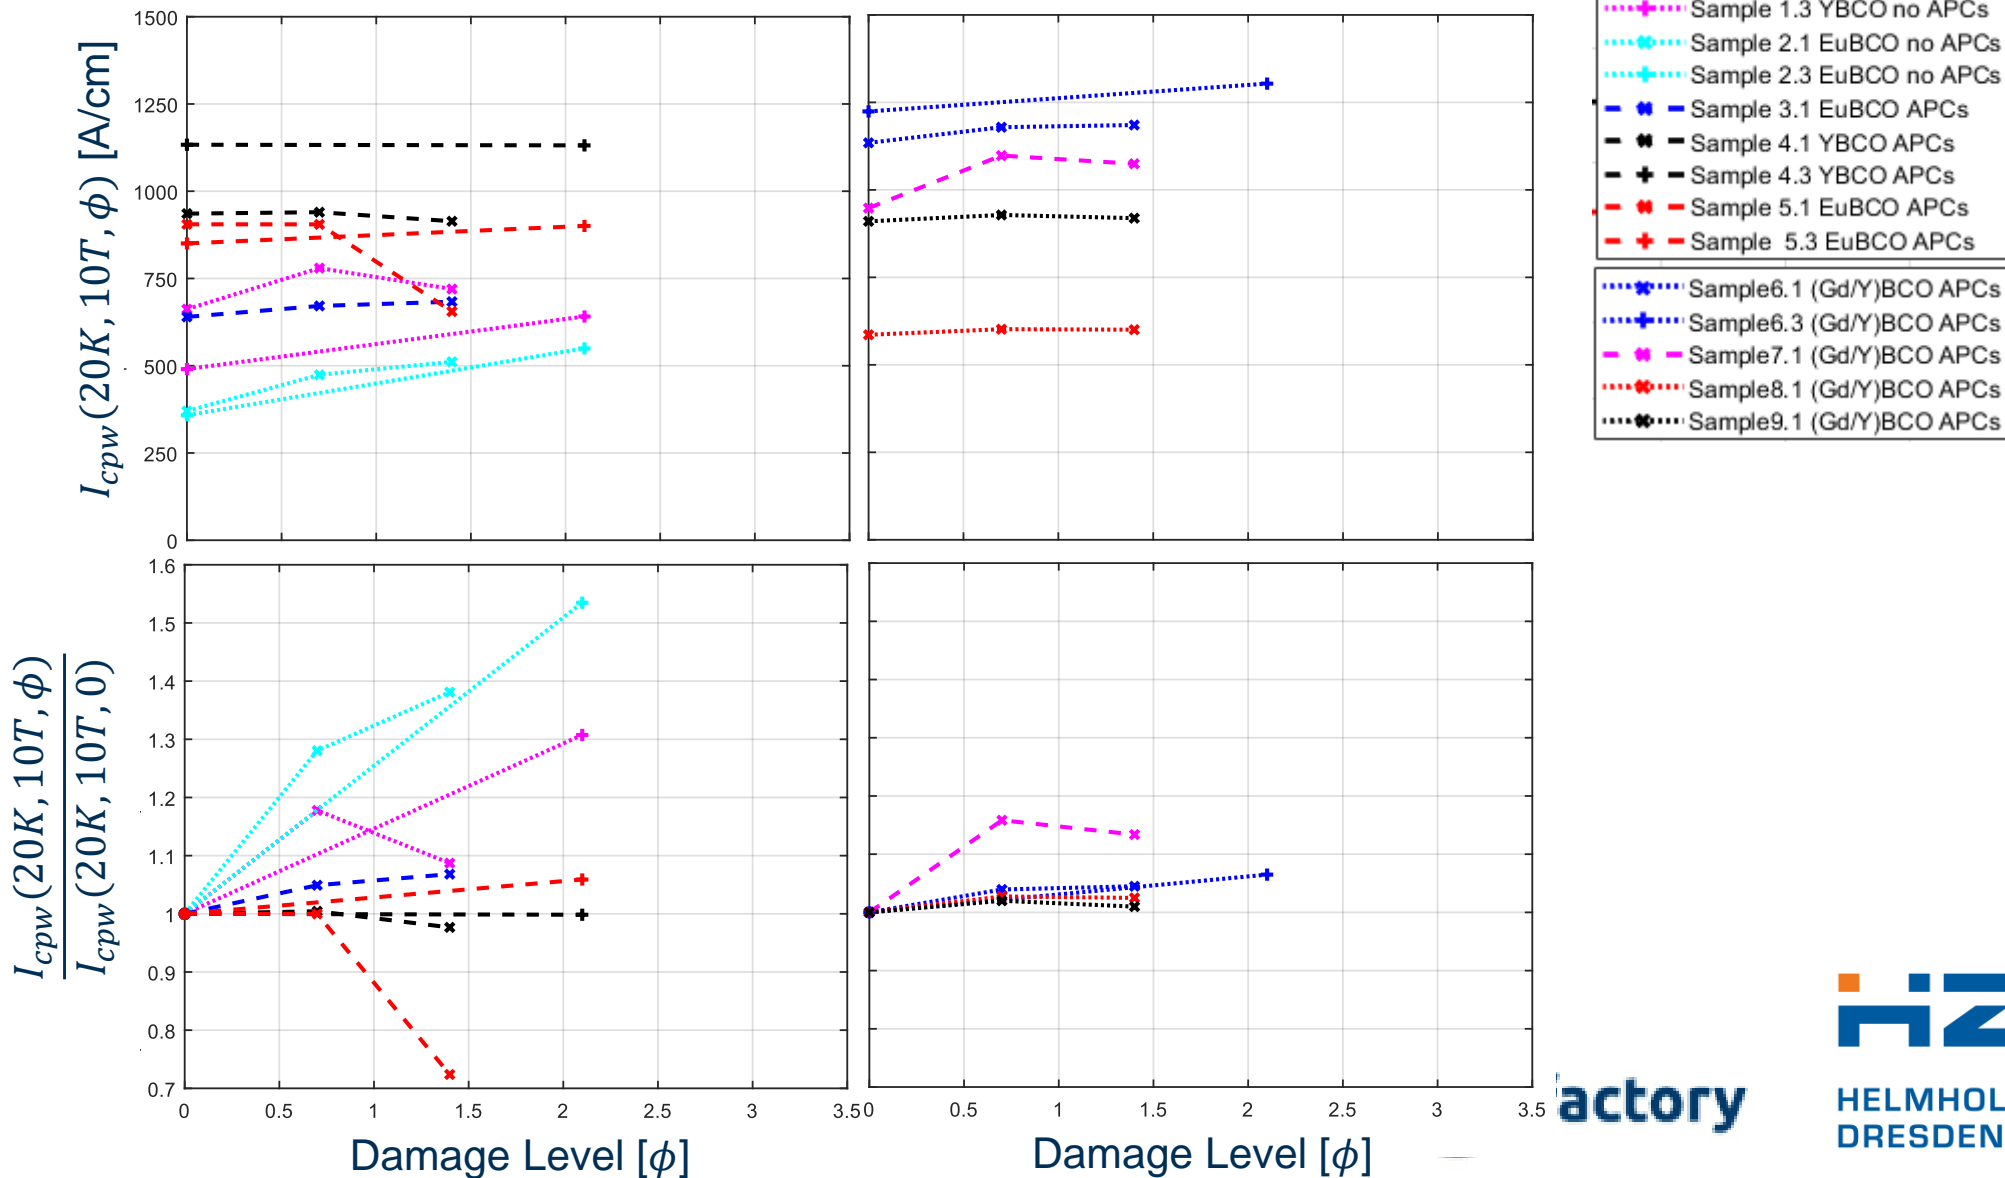 1500
1250
1000
750
500
250
0
I_cpw(20K, 10T, ϕ) [A/cm]
1.6
1.5
1.4
1.3
1.2
1.1
1
0.9
0.8
0.7
I_cpw(20K, 10T, ϕ)
I_cpw(20K, 10T, 0)
0 0.5 1 1.5 2 2.5 3 3.5
0 0.5 1 1.5 2 2.5 3 3.5
Damage Level [ϕ]
Damage Level [ϕ]
Sample 1.3 YBCO no APCs
Sample 2.1 EuBCO no APCs
Sample 2.3 EuBCO no APCs
Sample 3.1 EuBCO APCs
Sample 4.1 YBCO APCs
Sample 4.3 YBCO APCs
Sample 5.1 EuBCO APCs
Sample 5.3 EuBCO APCs
Sample6.1 (Gd/Y)BCO APCs
Sample6.3 (Gd/Y)BCO APCs
Sample7.1 (Gd/Y)BCO APCs
Sample8.1 (Gd/Y)BCO APCs
Sample9.1 (Gd/Y)BCO APCs
actory
HZ
HELMHOL
DRESDEN